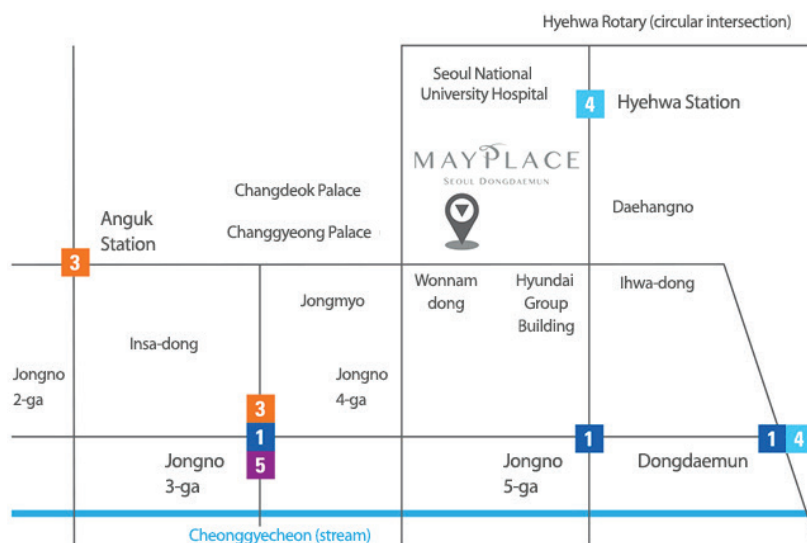 Hyehwa Rotary (circular intersection)
Seoul National
University Hospital
4
Hyehwa Station
MAYPLACE
SEOUL DONGDAEMUN
Changdeok Palace
Daehangno
Anguk
Station
Changgyeong Palace
3
Wonnam
dong
Hyundai
Group
Building
Ihwa-dong
Jongmyo
Insa-dong
Jongno
2-ga
Jongno
4-ga
3
1
5
1
1
4
Jongno
3-ga
Jongno
5-ga
Dongdaemun
Cheonggyecheon (stream)